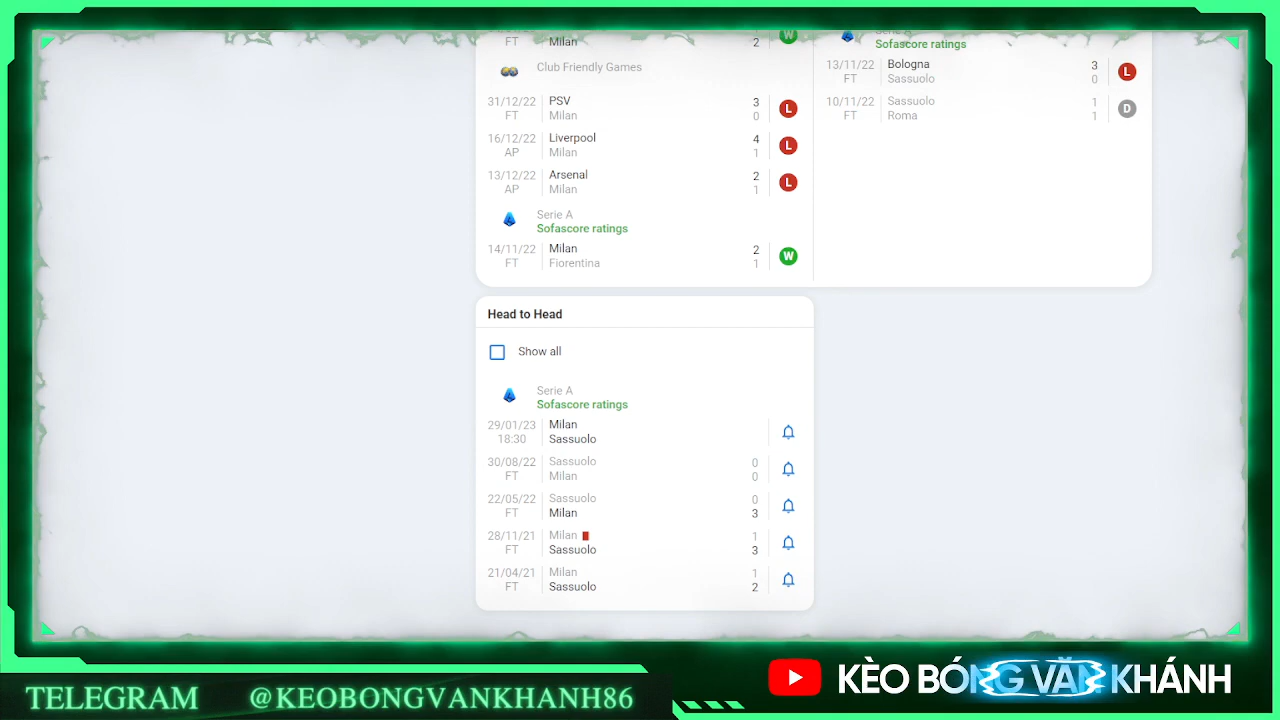 FT Milan 2 W
Club Friendly Games
31/12/22 PSV 3 L
FT Milan 0
16/12/22 Liverpool 4 L
AP Milan 1
13/12/22 Arsenal 2 L
AP Milan 1
Serie A
Sofascore ratings
14/11/22 Milan 2 W
FT Fiorentina 1
Sofascore ratings
13/11/22 Bologna 3 L
FT Sassuolo 0
10/11/22 Sassuolo 1 D
FT Roma 1
Head to Head
Show all
Serie A
Sofascore ratings
29/01/23 Milan
18:30 Sassuolo
30/08/22 Sassuolo 0
FT Milan 0
22/05/22 Sassuolo 0
FT Milan 3
28/11/21 Milan 1
FT Sassuolo 3
21/04/21 Milan 1
FT Sassuolo 2
TELEGRAM @KEOBONGVANKHANH86
KÈO BÓNG VĂN KHÁNH